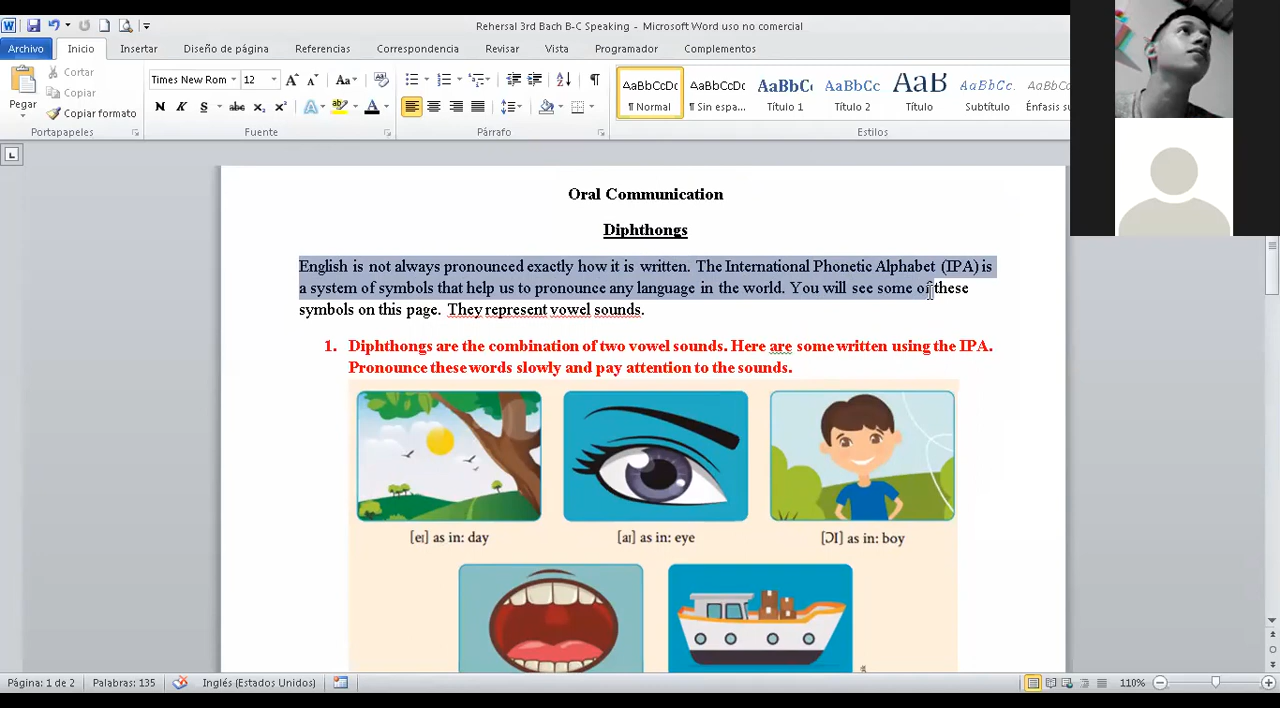 Rehersal 3rd Bach B-C Speaking - Microsoft Word uso no comercial
Archivo Inicio Insertar Diseño de página Referencias Correspondencia Revisar Vista Programador Complementos
Cortar
Copiar
Copiar formato
Pegar
Times New Rom 12
N K S abc x₂ x² A A
AaBbCcDc AaBbCcDc AaBbCc AaBbCc AaB AaBbCc. AaBbCcDc
¶ Normal ¶ Sin espa... Título 1 Título 2 Título Subtítulo Énfasis su
Portapapeles Fuente Párrafo Estilos
Oral Communication
Diphthongs
English is not always pronounced exactly how it is written. The International Phonetic Alphabet (IPA) is
a system of symbols that help us to pronounce any language in the world. You will see some of these
symbols on this page. They represent vowel sounds.
1. Diphthongs are the combination of two vowel sounds. Here are some written using the IPA.
Pronounce these words slowly and pay attention to the sounds.
[eɪ] as in: day [aɪ] as in: eye [ƆI] as in: boy
Página: 1 de 2 Palabras: 135 Inglés (Estados Unidos) 110%